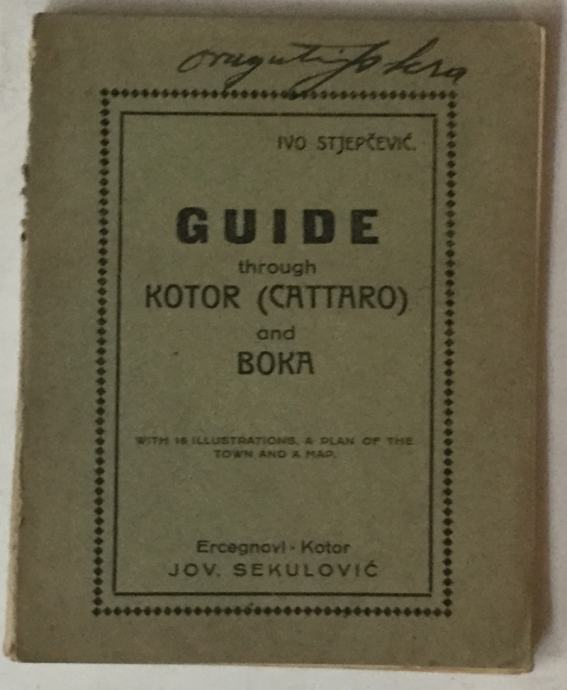 IVO STJEPČEVIĆ.
GUIDE
through
KOTOR (CATTARO)
and
BOKA
WITH 16 ILLUSTRATIONS, A PLAN OF THE
TOWN AND A MAP.
Ercegnovi - Kotor
JOV. SEKULOVIĆ